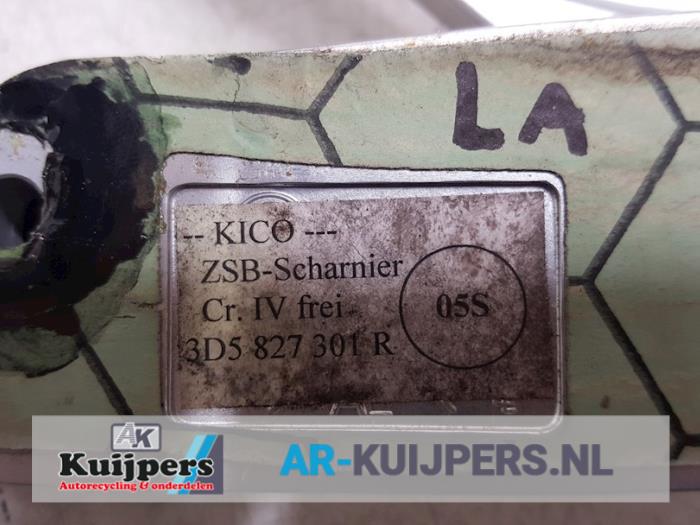 LA
-- KICO ---
ZSB-Scharnier
Cr. IV frei
05S
3D5 827 301 R
AK
Kuijpers
Autorecycling & onderdelen
AR-KUIJPERS.NL